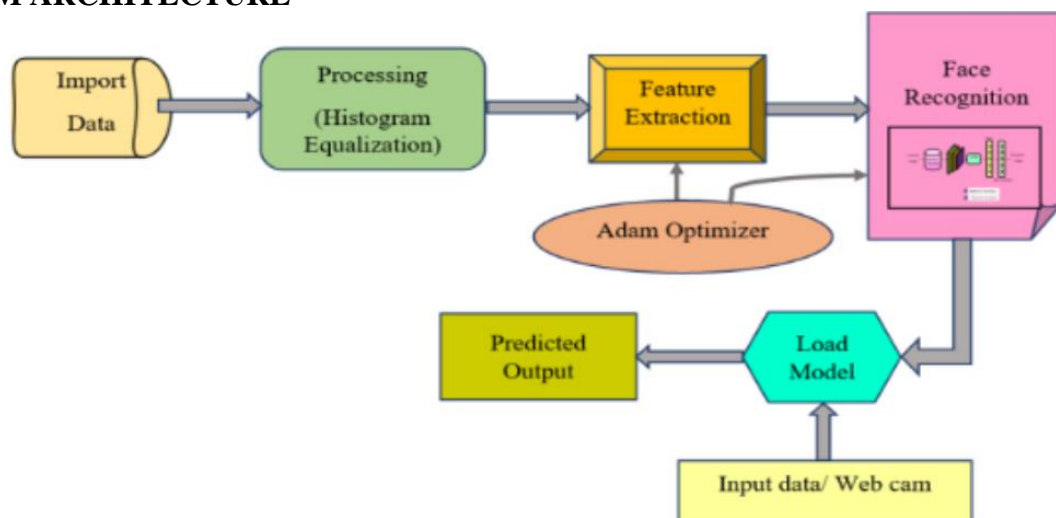 M ARCHITECTURE
Import
Data
Processing
(Histogram
Equalization)
Feature
Extraction
Face
Recognition
Adam Optimizer
Predicted
Output
Load
Model
Input data/ Web cam